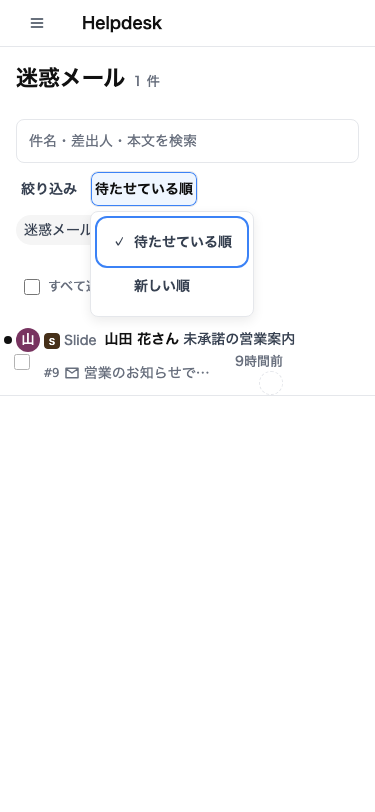 Helpdesk
迷惑メール 1 件
件名・差出人・本文を検索
絞り込み 待たせている順
迷惑メール
✓ 待たせている順
新しい順
すべて
山 S Slide 山田 花さん 未承諾の営業案内
#9 営業のお知らせで… 9時間前